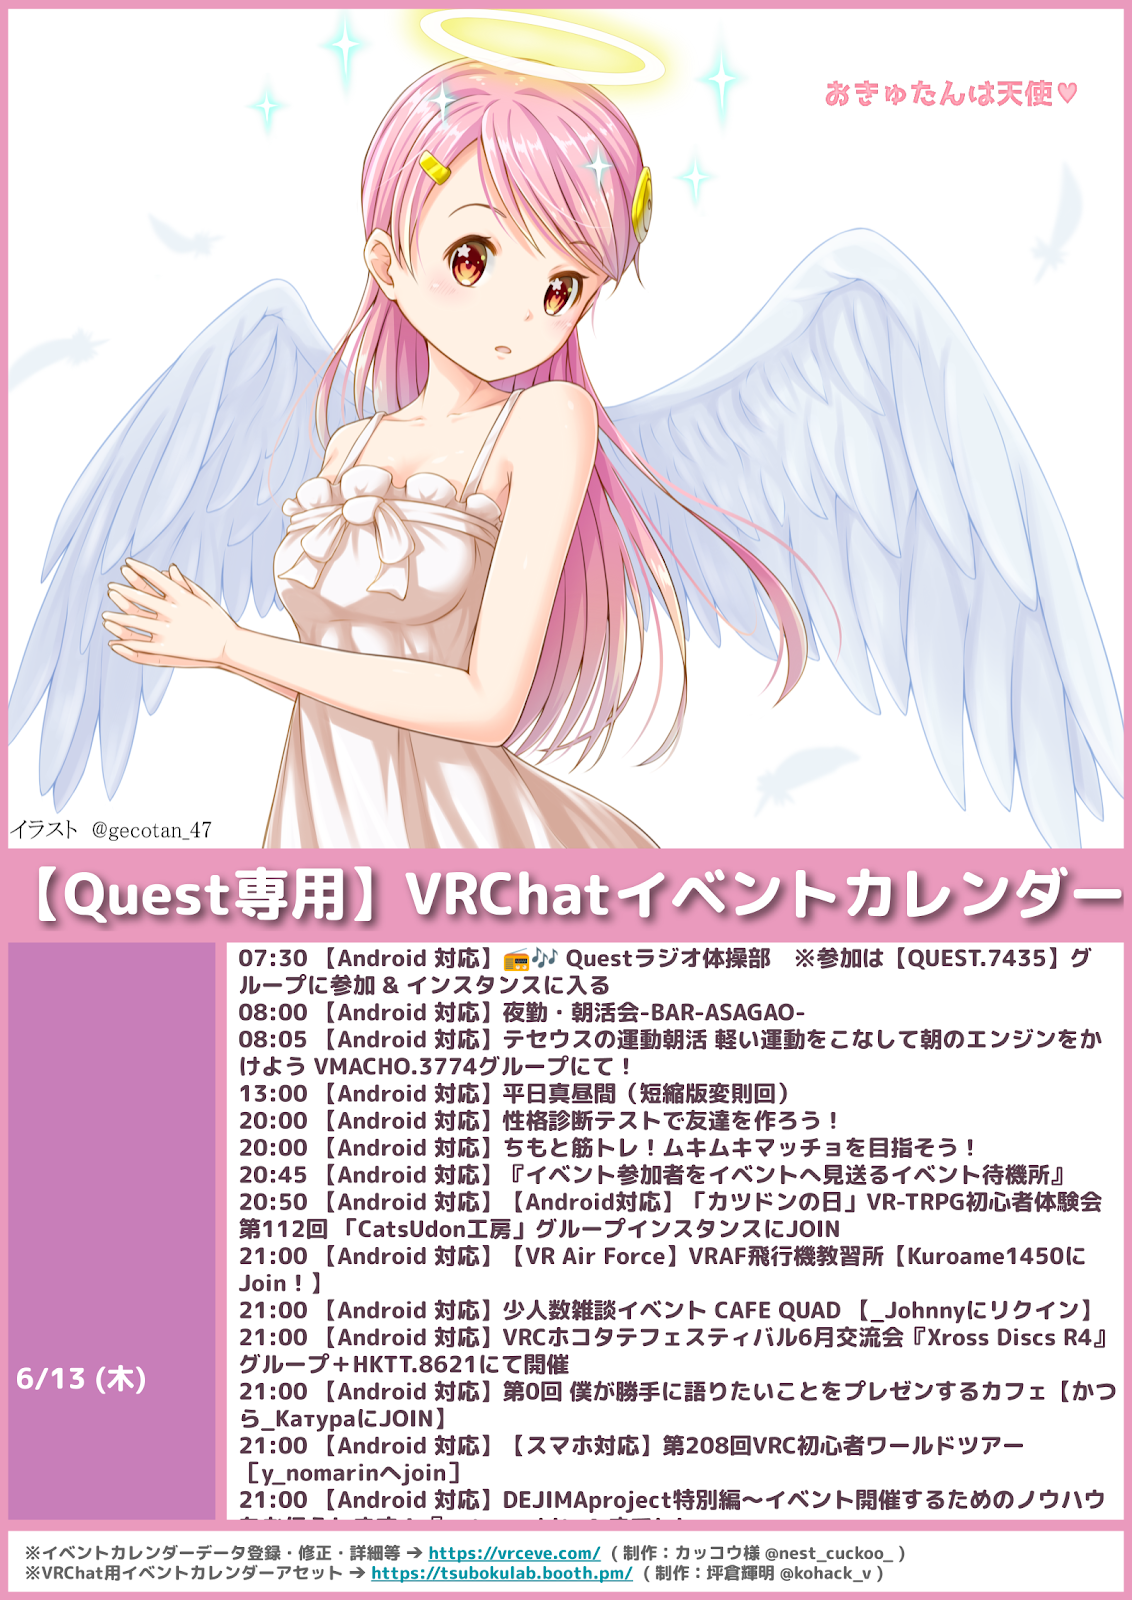 おきゅたんは天使♥
イラスト @gecotan_47
【Quest専用】VRChatイベントカレンダー
6/13 (木)
07:30 【Android 対応】📻🎶 Questラジオ体操部　※参加は【QUEST.7435】グ
ループに参加 & インスタンスに入る
08:00 【Android 対応】夜勤・朝活会-BAR-ASAGAO-
08:05 【Android 対応】テセウスの運動朝活 軽い運動をこなして朝のエンジンをか
けよう VMACHO.3774グループにて！
13:00 【Android 対応】平日真昼間（短縮版変則回）
20:00 【Android 対応】性格診断テストで友達を作ろう！
20:00 【Android 対応】ちもと筋トレ！ムキムキマッチョを目指そう！
20:45 【Android 対応】『イベント参加者をイベントへ見送るイベント待機所』
20:50 【Android 対応】【Android対応】「カツドンの日」VR-TRPG初心者体験会
第112回 「CatsUdon工房」グループインスタンスにJOIN
21:00 【Android 対応】【VR Air Force】VRAF飛行機教習所【Kuroame1450に
Join！】
21:00 【Android 対応】少人数雑談イベント CAFE QUAD 【_Johnnyにリクイン】
21:00 【Android 対応】VRCホコタテフェスティバル6月交流会『Xross Discs R4』
グループ＋HKTT.8621にて開催
21:00 【Android 対応】第0回 僕が勝手に語りたいことをプレゼンするカフェ【かつ
ら_КатураにJOIN】
21:00 【Android 対応】【スマホ対応】第208回VRC初心者ワールドツアー
［y_nomarinへjoin］
21:00 【Android 対応】DEJIMAproject特別編～イベント開催するためのノウハウ
※イベントカレンダーデータ登録・修正・詳細等 → https://vrceve.com/ （制作：カッコウ様 @nest_cuckoo_ ）
※VRChat用イベントカレンダーアセット → https://tsubokulab.booth.pm/ （制作：坪倉輝明 @kohack_v ）